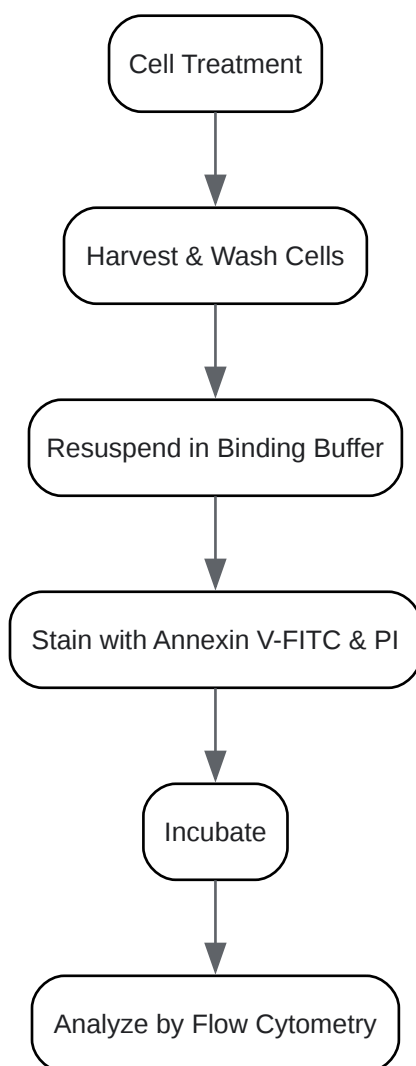 Cell Treatment
Harvest & Wash Cells
Resuspend in Binding Buffer
Stain with Annexin V-FITC & PI
Incubate
Analyze by Flow Cytometry